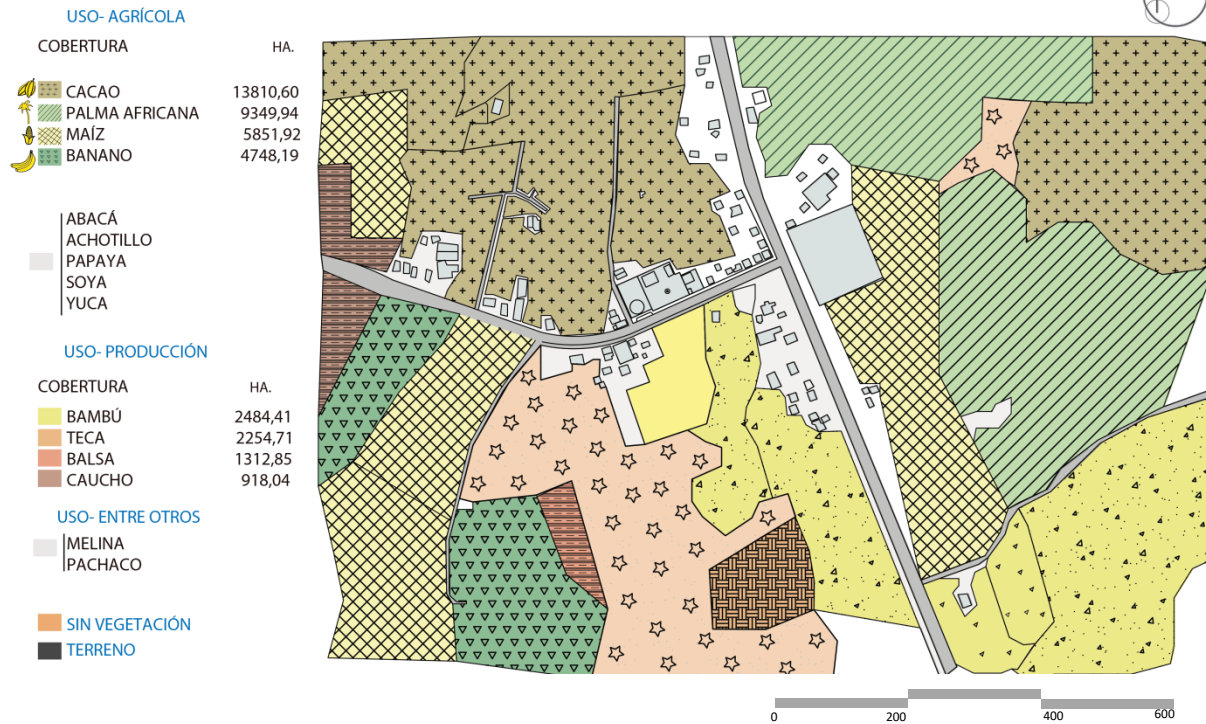 USO- AGRÍCOLA
COBERTURA HA.
CACAO 13810,60
PALMA AFRICANA 9349,94
MAÍZ 5851,92
BANANO 4748,19
ABACÁ
ACHOTILLO
PAPAYA
SOYA
YUCA
USO- PRODUCCIÓN
COBERTURA HA.
BAMBÚ 2484,41
TECA 2254,71
BALSA 1312,85
CAUCHO 918,04
USO- ENTRE OTROS
MELINA
PACHACO
SIN VEGETACIÓN
TERRENO
0 200 400 600